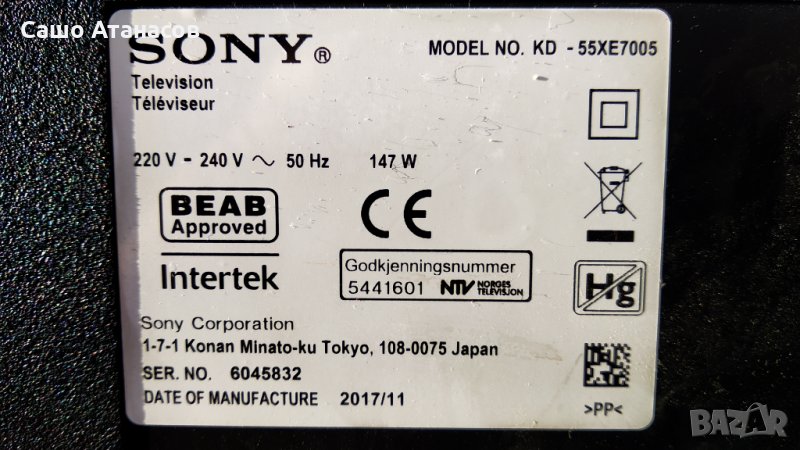 Сашо Атанасов
SONY®
MODEL NO. KD - 55XE7005
Television
Téléviseur
220 V - 240 V ~ 50 Hz 147 W
BEAB
Approved
CE
Intertek
Godkjenningsnummer
5441601 NTV NORGES
TELEVISJON
Hg
Sony Corporation
1-7-1 Konan Minato-ku Tokyo, 108-0075 Japan
SER. NO. 6045832
DATE OF MANUFACTURE 2017/11
>PP<
BAZAR